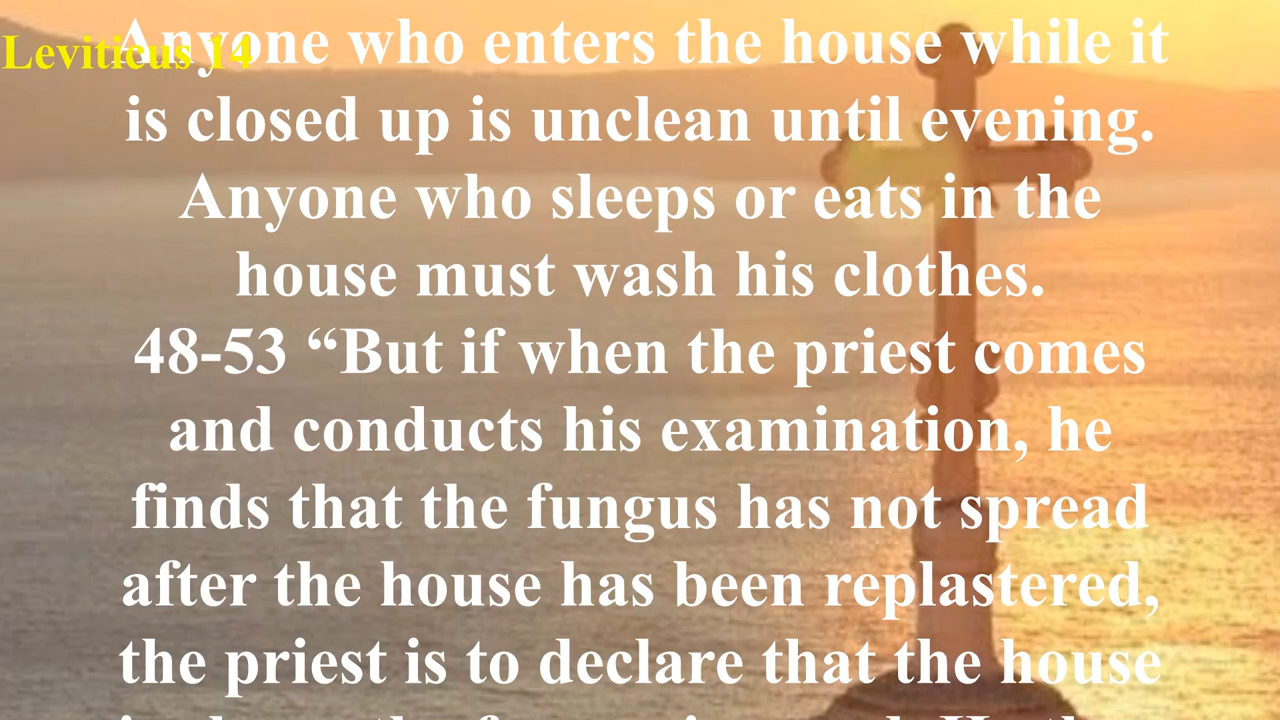 Leviticus 14
Anyone who enters the house while it
is closed up is unclean until evening.
Anyone who sleeps or eats in the
house must wash his clothes.
48-53 “But if when the priest comes
and conducts his examination, he
finds that the fungus has not spread
after the house has been replastered,
the priest is to declare that the house